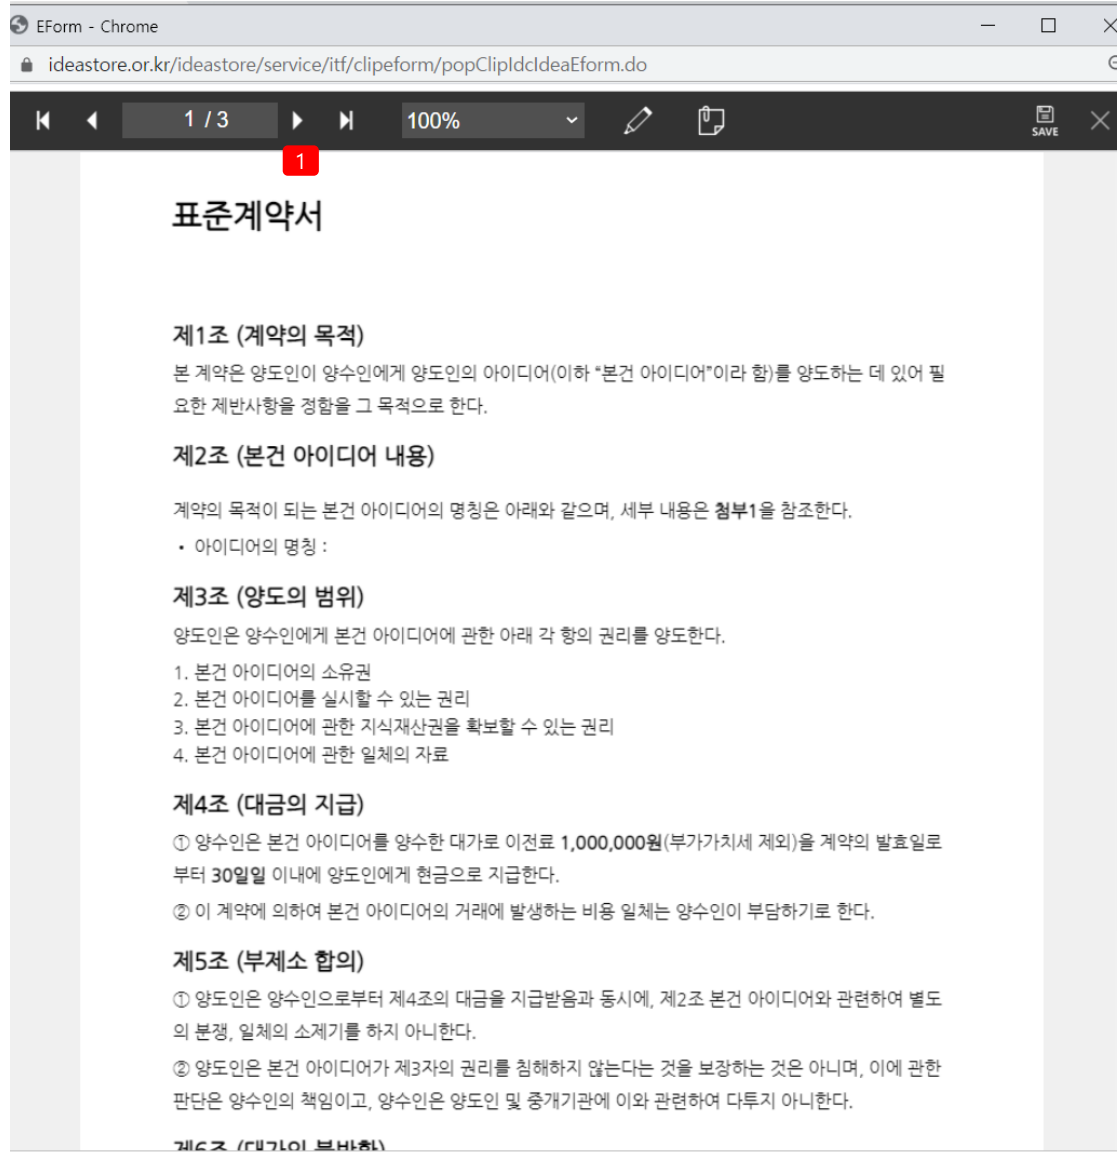 EForm - Chrome
ideastore.or.kr/ideastore/service/itf/clipeform/popClipIdcIdeaEform.do
1 / 3
100%
SAVE
1
표준계약서
제1조 (계약의 목적)
본 계약은 양도인이 양수인에게 양도인의 아이디어(이하 “본건 아이디어”이라 함)를 양도하는 데 있어 필
요한 제반사항을 정함을 그 목적으로 한다.
제2조 (본건 아이디어 내용)
계약의 목적이 되는 본건 아이디어의 명칭은 아래와 같으며, 세부 내용은 첨부1을 참조한다.
• 아이디어의 명칭 :
제3조 (양도의 범위)
양도인은 양수인에게 본건 아이디어에 관한 아래 각 항의 권리를 양도한다.
1. 본건 아이디어의 소유권
2. 본건 아이디어를 실시할 수 있는 권리
3. 본건 아이디어에 관한 지식재산권을 확보할 수 있는 권리
4. 본건 아이디어에 관한 일체의 자료
제4조 (대금의 지급)
① 양수인은 본건 아이디어를 양수한 대가로 이전료 1,000,000원(부가가치세 제외)을 계약의 발효일로
부터 30일일 이내에 양도인에게 현금으로 지급한다.
② 이 계약에 의하여 본건 아이디어의 거래에 발생하는 비용 일체는 양수인이 부담하기로 한다.
제5조 (부제소 합의)
① 양도인은 양수인으로부터 제4조의 대금을 지급받음과 동시에, 제2조 본건 아이디어와 관련하여 별도
의 분쟁, 일체의 소제기를 하지 아니한다.
② 양도인은 본건 아이디어가 제3자의 권리를 침해하지 않는다는 것을 보장하는 것은 아니며, 이에 관한
판단은 양수인의 책임이고, 양수인은 양도인 및 중개기관에 이와 관련하여 다투지 아니한다.
제6조 (대가의 불반환)